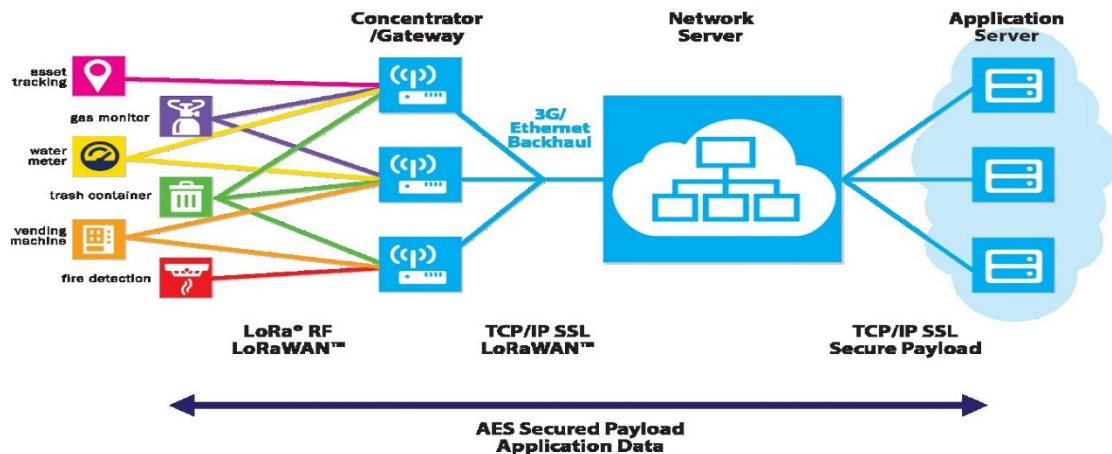 Concentrator
/Gateway
Network
Server
Application
Server
asset
tracking
gas monitor
water
meter
trash container
vending
machine
fire detection
3G/
Ethernet
Backhaul
LoRa® RF
LoRaWAN™
TCP/IP SSL
LoRaWAN™
TCP/IP SSL
Secure Payload
AES Secured Payload
Application Data